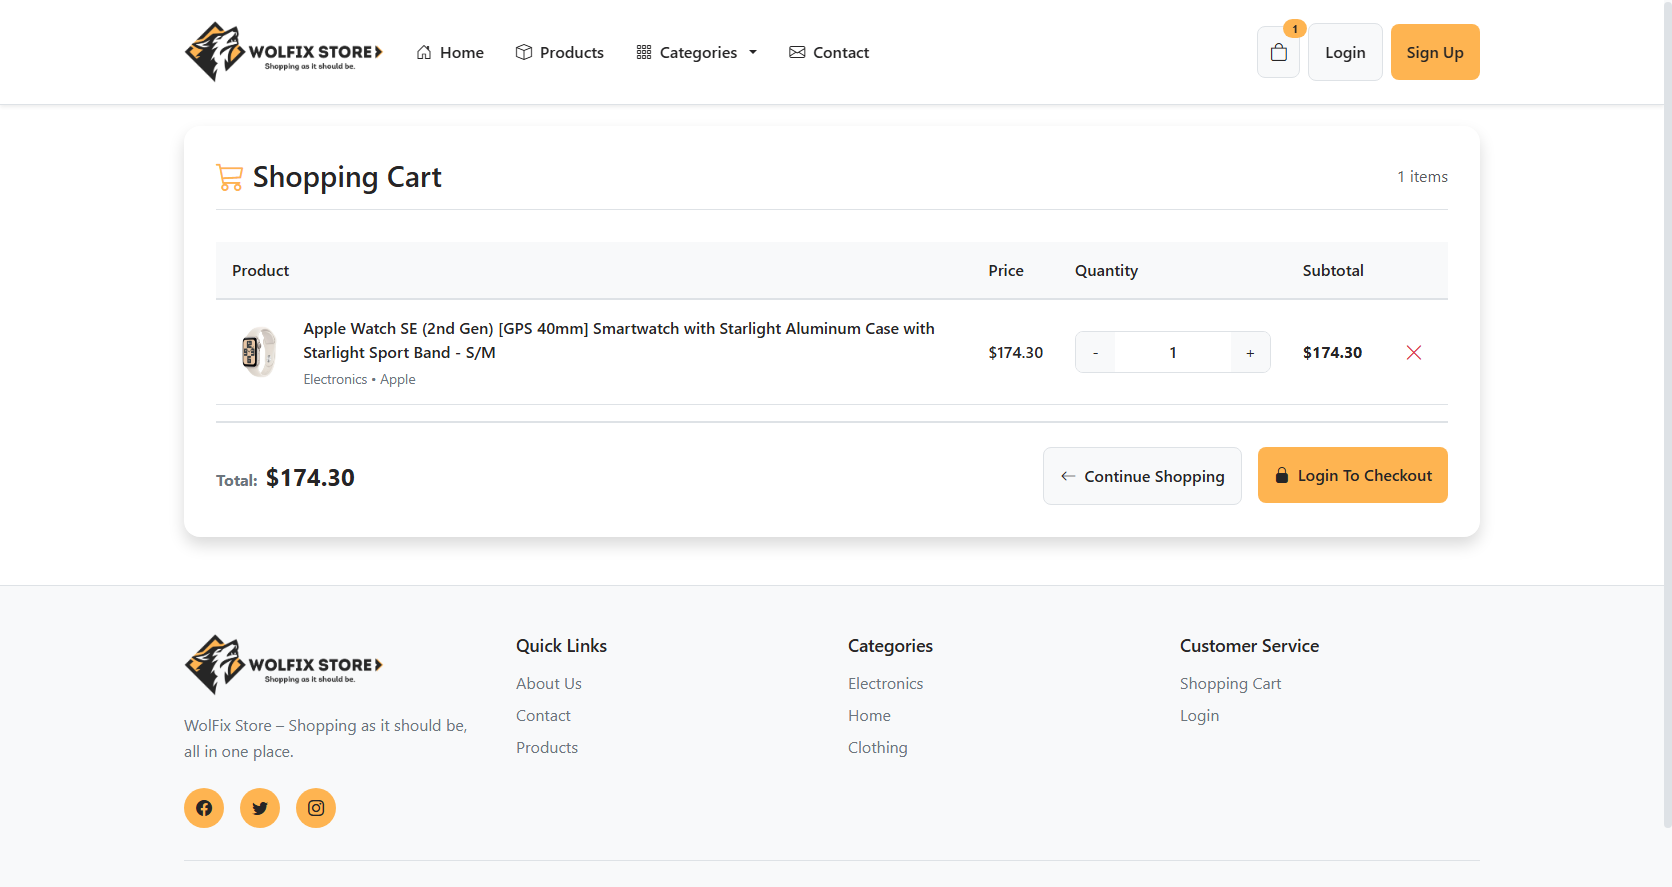 WOLFIX STORE
Shopping as it should be.
Home
Products
Categories
Contact
1
Login
Sign Up
Shopping Cart
1 items
Product
Price
Quantity
Subtotal
Apple Watch SE (2nd Gen) [GPS 40mm] Smartwatch with Starlight Aluminum Case with
Starlight Sport Band - S/M
Electronics • Apple
$174.30
-
1
+
$174.30
Total: $174.30
Continue Shopping
Login To Checkout
WOLFIX STORE
Shopping as it should be.
WolFix Store – Shopping as it should be,
all in one place.
Quick Links
About Us
Contact
Products
Categories
Electronics
Home
Clothing
Customer Service
Shopping Cart
Login